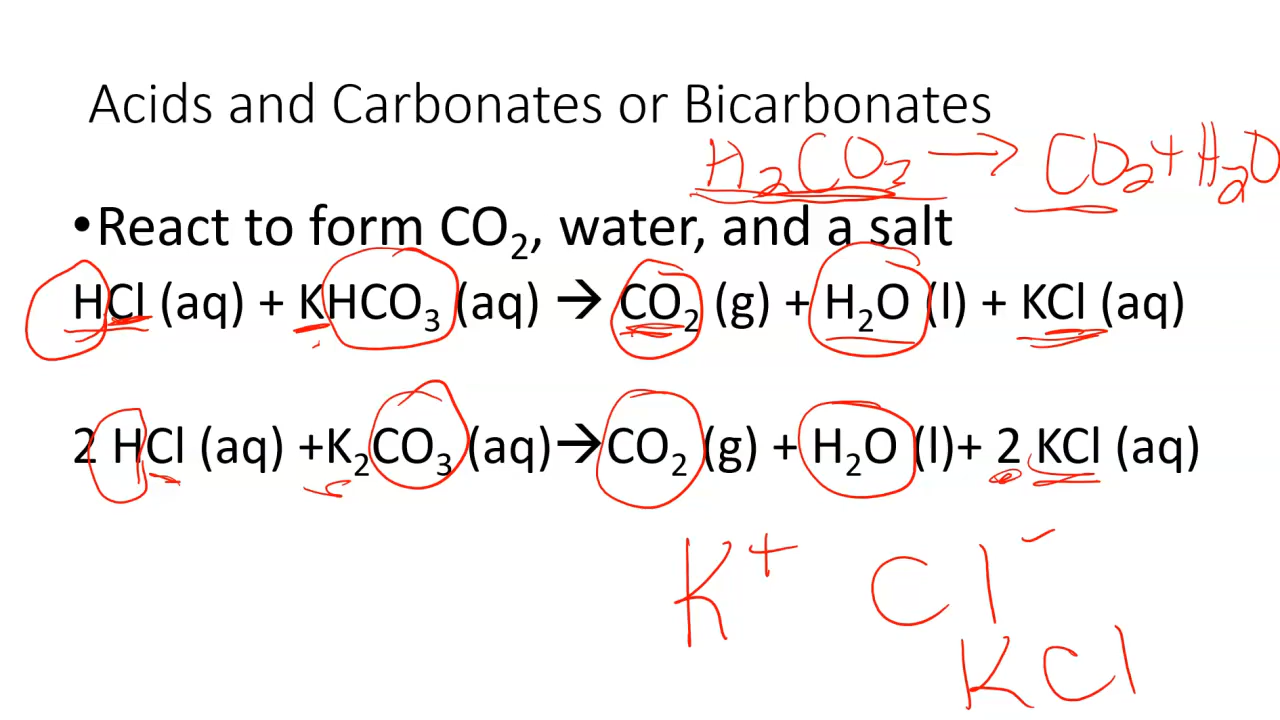 Acids and Carbonates or Bicarbonates
H₂CO₃ → CO₂ + H₂O
•React to form CO₂, water, and a salt
HCl (aq) + KHCO₃ (aq) → CO₂ (g) + H₂O (l) + KCl (aq)
2 HCl (aq) +K₂CO₃ (aq)→CO₂ (g) + H₂O (l)+ 2 KCl (aq)
K⁺ Cl⁻
KCl